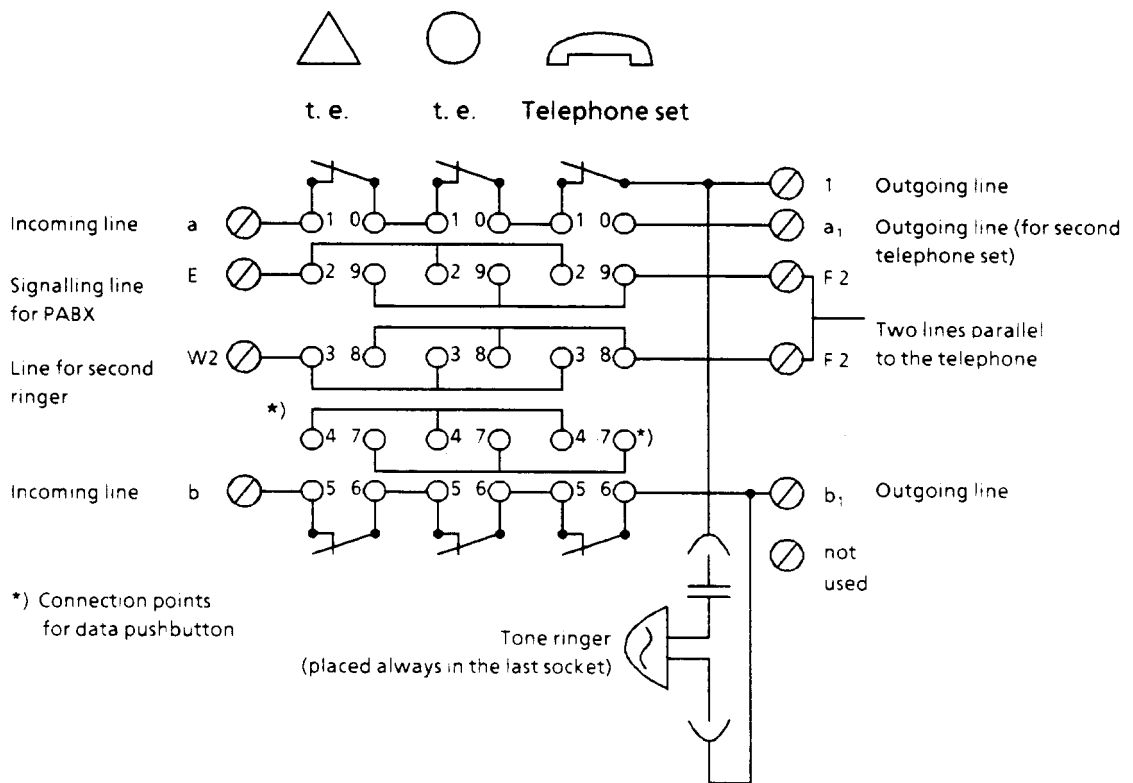 t. e. t. e. Telephone set
1 Outgoing line
Incoming line a 1 0 1 0 1 0 a₁ Outgoing line (for second
telephone set)
E 2 9 2 9 2 9 F 2
Signalling line
for PABX
Two lines parallel
to the telephone
W2 3 8 3 8 3 8 F 2
Line for second
ringer
*)
4 7 4 7 4 7 *)
Incoming line b 5 6 5 6 5 6 b₁ Outgoing line
not
used
*) Connection points
for data pushbutton
Tone ringer
(placed always in the last socket)